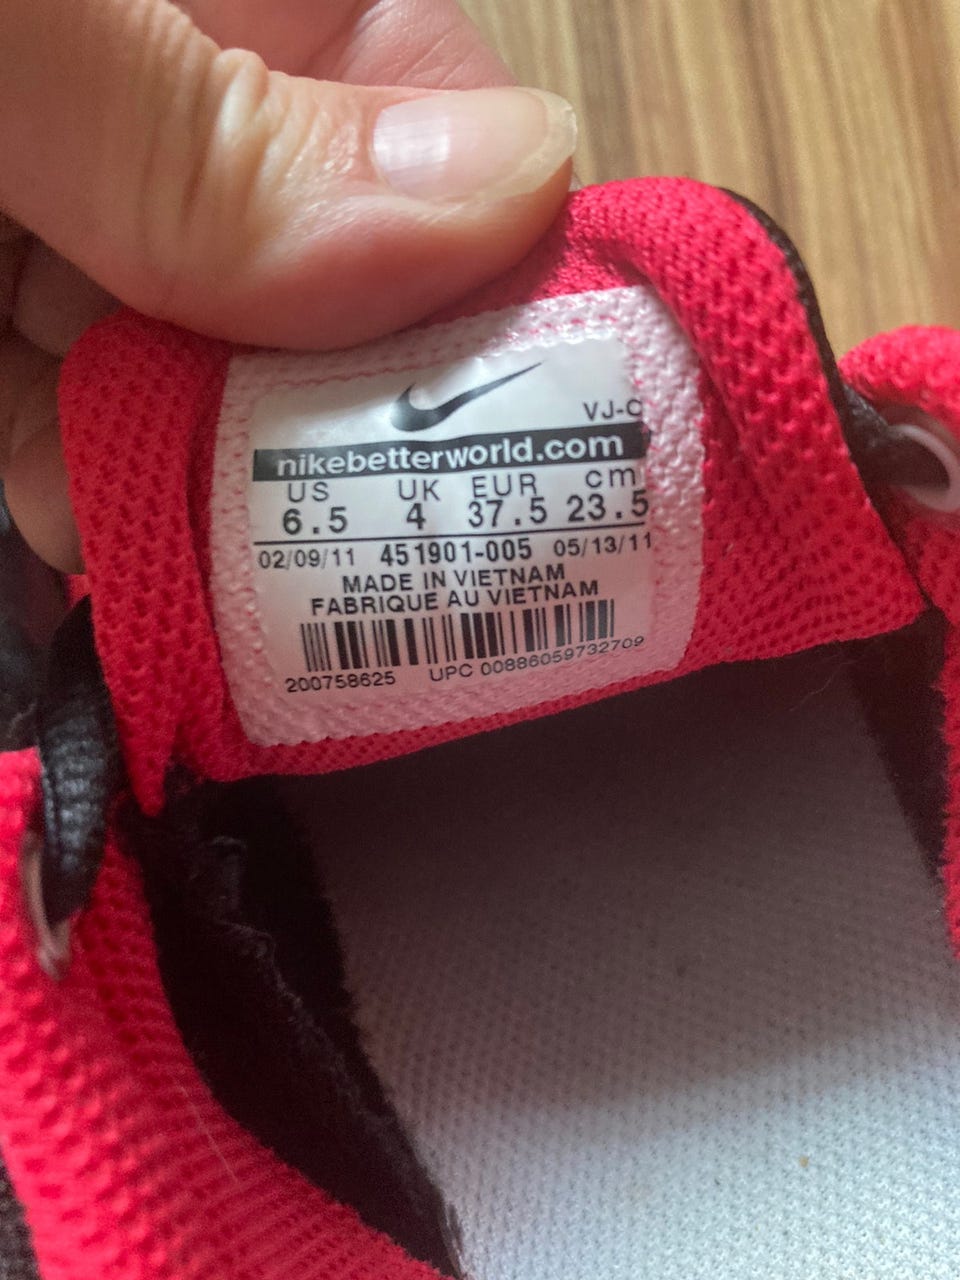 VJ-C
nikebetterworld.com
US UK EUR cm
6.5 4 37.5 23.5
02/09/11 451901-005 05/13/11
MADE IN VIETNAM
FABRIQUE AU VIETNAM
200758625 UPC 00886059732709